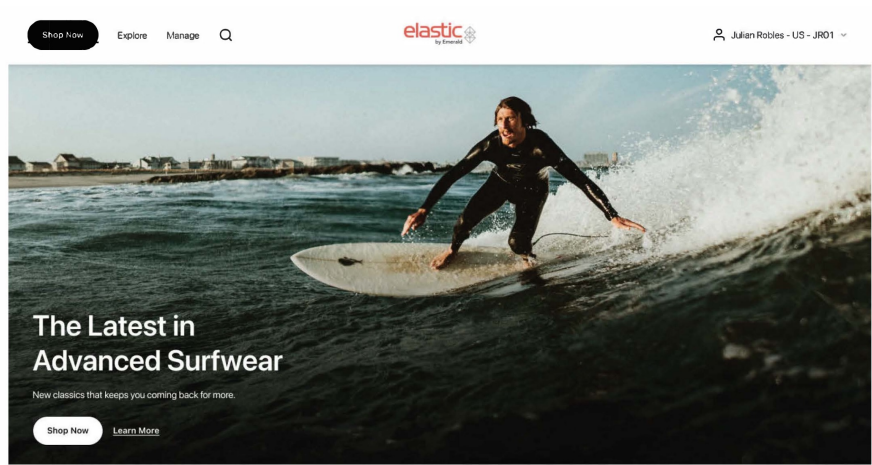 Shop Now
Explore
Manage
elastic
by Emerald
Julian Robles - US - JR01
The Latest in
Advanced Surfwear
New classics that keeps you coming back for more.
Shop Now
Learn More